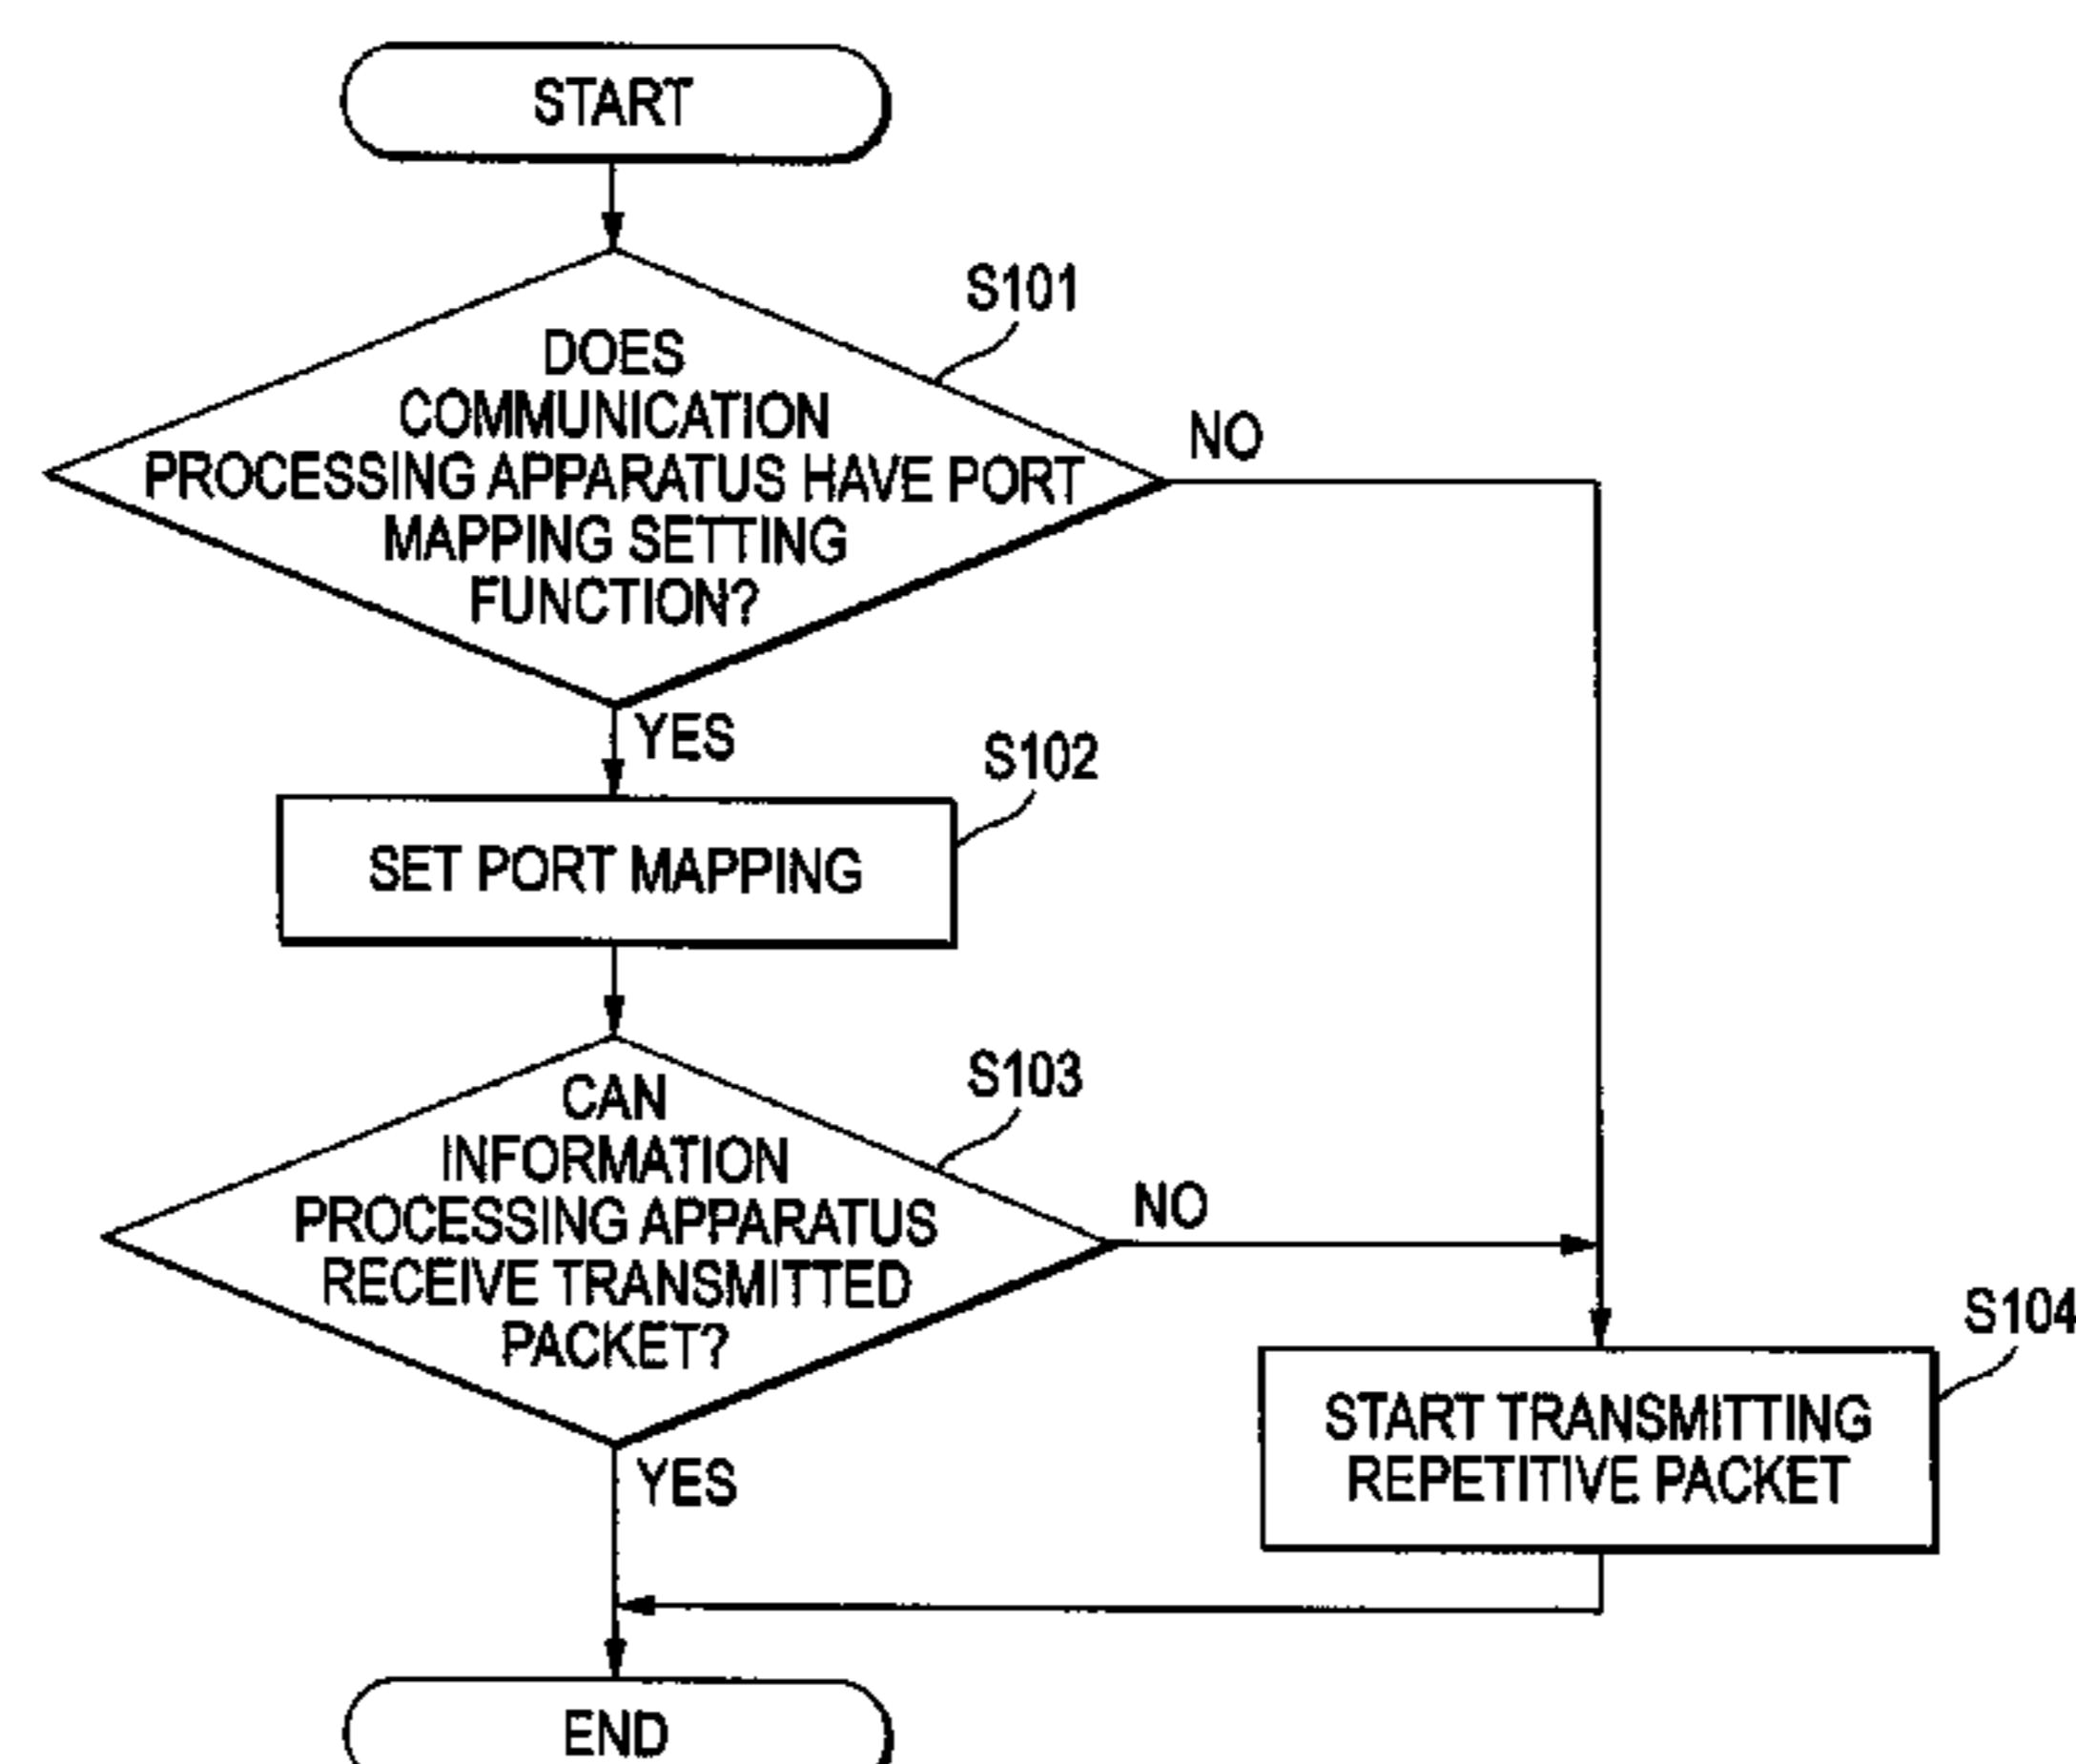 START
S101
DOES
COMMUNICATION
PROCESSING APPARATUS HAVE PORT
MAPPING SETTING
FUNCTION?
NO
YES
S102
SET PORT MAPPING
S103
CAN
INFORMATION
PROCESSING APPARATUS
RECEIVE TRANSMITTED
PACKET?
NO
YES
S104
START TRANSMITTING
REPETITIVE PACKET
END